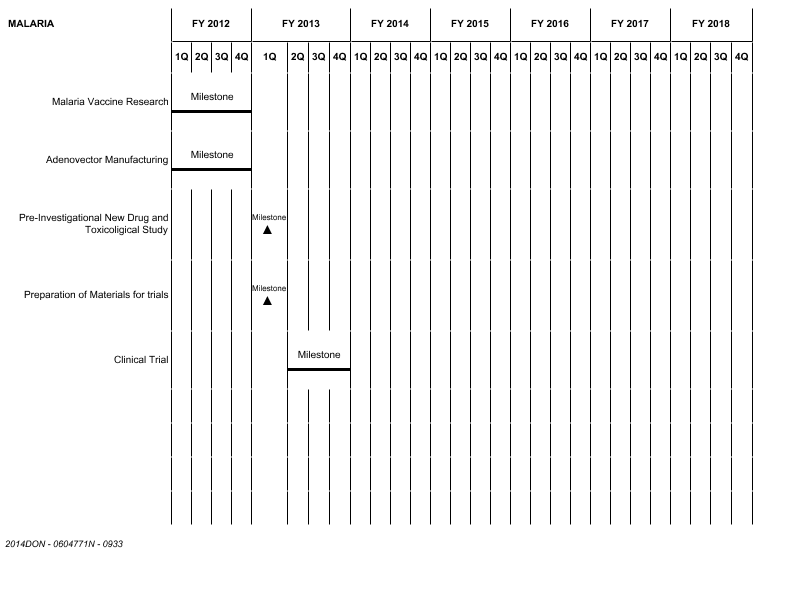 MALARIA FY 2012 FY 2013 FY 2014 FY 2015 FY 2016 FY 2017 FY 2018
1Q 2Q 3Q 4Q 1Q 2Q 3Q 4Q 1Q 2Q 3Q 4Q 1Q 2Q 3Q 4Q 1Q 2Q 3Q 4Q 1Q 2Q 3Q 4Q 1Q 2Q 3Q 4Q
Milestone
Malaria Vaccine Research
Milestone
Adenovector Manufacturing
Pre-Investigational New Drug and Milestone
Toxicoligical Study
Milestone
Preparation of Materials for trials
Milestone
Clinical Trial
2014DON - 0604771N - 0933